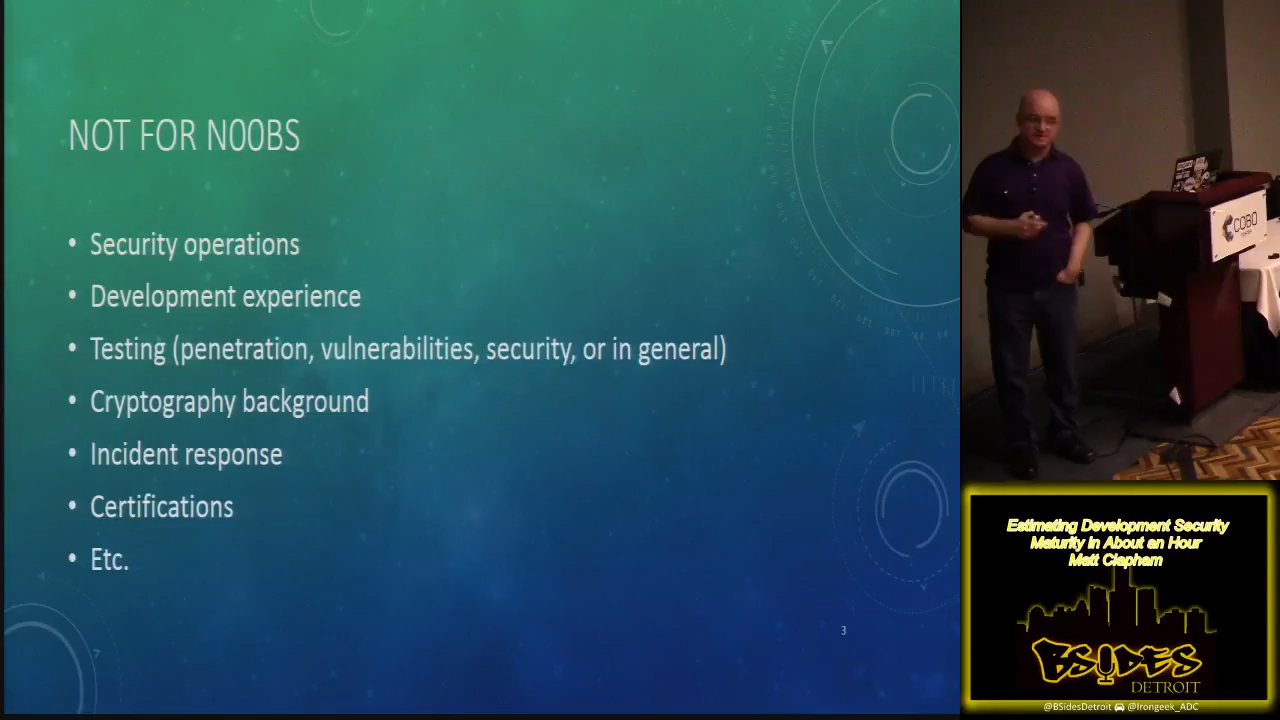 NOT FOR N00BS
• Security operations
• Development experience
• Testing (penetration, vulnerabilities, security, or in general)
• Cryptography background
• Incident response
• Certifications
• Etc.
3
COBO
Estimating Development Security
Maturity in About an Hour
Matt Clapham
BSIDES
DETROIT
@BSidesDetroit @Irongeek_ADC